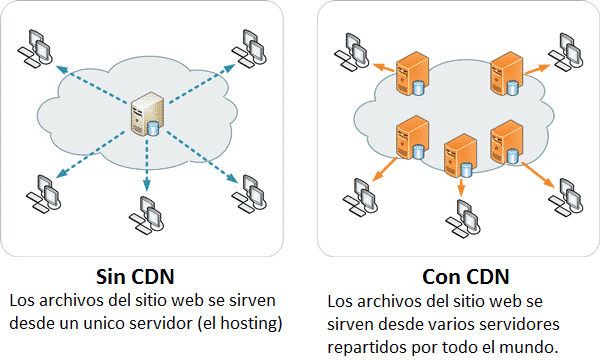 Sin CDN
Los archivos del sitio web se sirven
desde un unico servidor (el hosting)
Con CDN
Los archivos del sitio web se
sirven desde varios servidores
repartidos por todo el mundo.